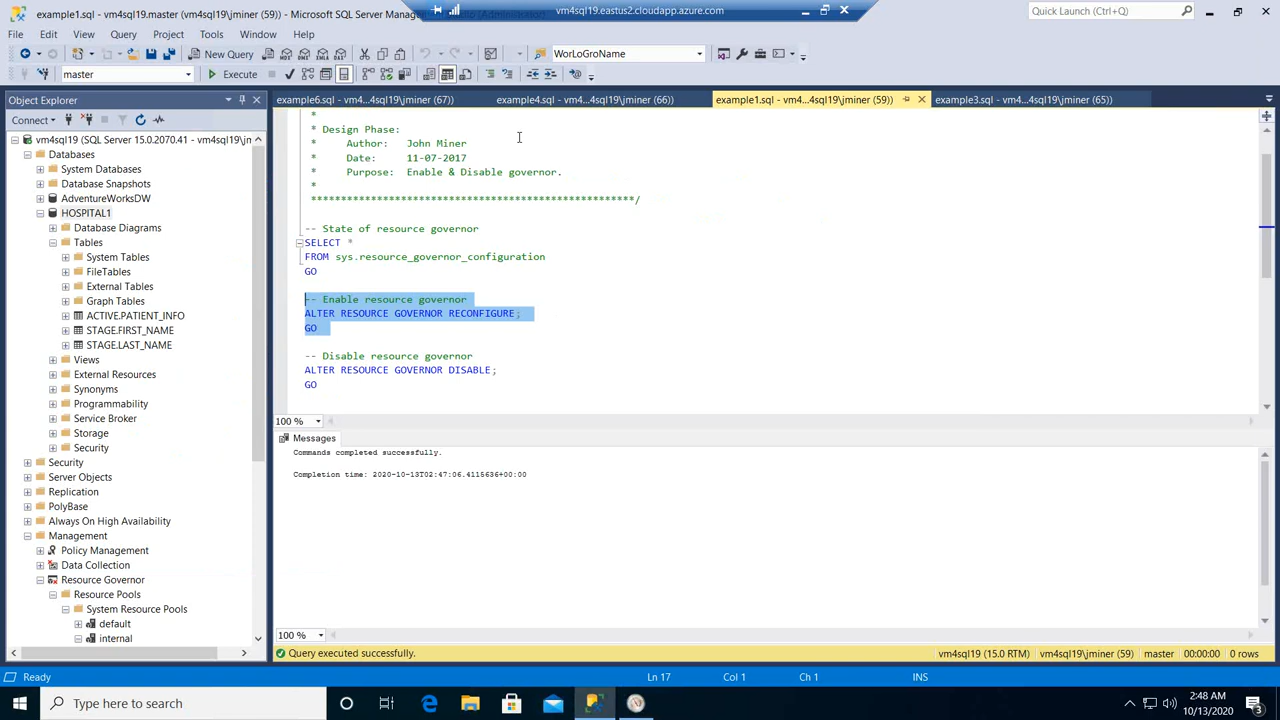 example1.sql - vm4sql19.master (vm4sql19\jminer (59)) - Microsoft SQL Server Management Studio (Administrator)
vm4sql19.eastus2.cloudapp.azure.com
Quick Launch (Ctrl+Q)
File Edit View Query Project Tools Window Help
New Query
WorLoGroName
master
Execute
Object Explorer
example6.sql - vm4...4sql19\jminer (67))
example4.sql - vm4...4sql19\jminer (66))
example1.sql - vm4...4sql19\jminer (59))
example3.sql - vm4...4sql19\jminer (65))
Connect
vm4sql19 (SQL Server 15.0.2070.41 - vm4sql19\jm
Databases
System Databases
Database Snapshots
AdventureWorksDW
HOSPITAL1
Database Diagrams
Tables
System Tables
FileTables
External Tables
Graph Tables
ACTIVE.PATIENT_INFO
STAGE.FIRST_NAME
STAGE.LAST_NAME
Views
External Resources
Synonyms
Programmability
Service Broker
Storage
Security
Security
Server Objects
Replication
PolyBase
Always On High Availability
Management
Policy Management
Data Collection
Resource Governor
Resource Pools
System Resource Pools
default
internal
*
* Design Phase:
* Author: John Miner
* Date: 11-07-2017
* Purpose: Enable & Disable governor.
*
******************************************************/
-- State of resource governor
SELECT *
FROM sys.resource_governor_configuration
GO
-- Enable resource governor
ALTER RESOURCE GOVERNOR RECONFIGURE;
GO
-- Disable resource governor
ALTER RESOURCE GOVERNOR DISABLE;
GO
100 %
Messages
Commands completed successfully.
Completion time: 2020-10-13T02:47:06.4115636+00:00
100 %
Query executed successfully.
vm4sql19 (15.0 RTM)
vm4sql19\jminer (59)
master
00:00:00
0 rows
Ready
Ln 17
Col 1
Ch 1
INS
Type here to search
2:48 AM
10/13/2020
3